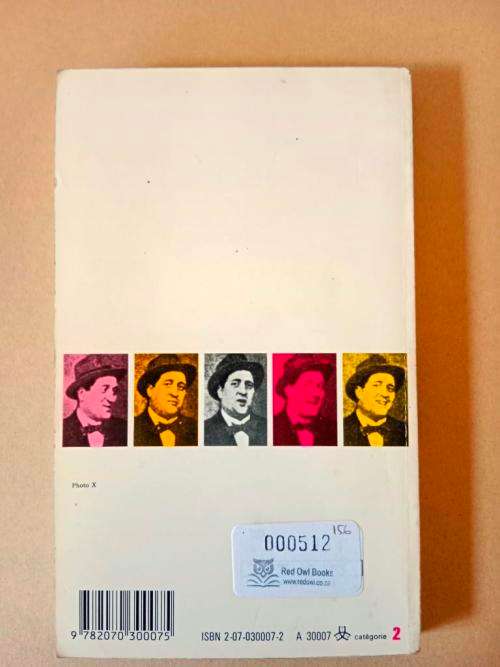 Photo X
156
000512
Red Owl Books
www.redowl.co.za
9 782070 300075
ISBN 2-07-030007-2 A 30007 catégorie 2